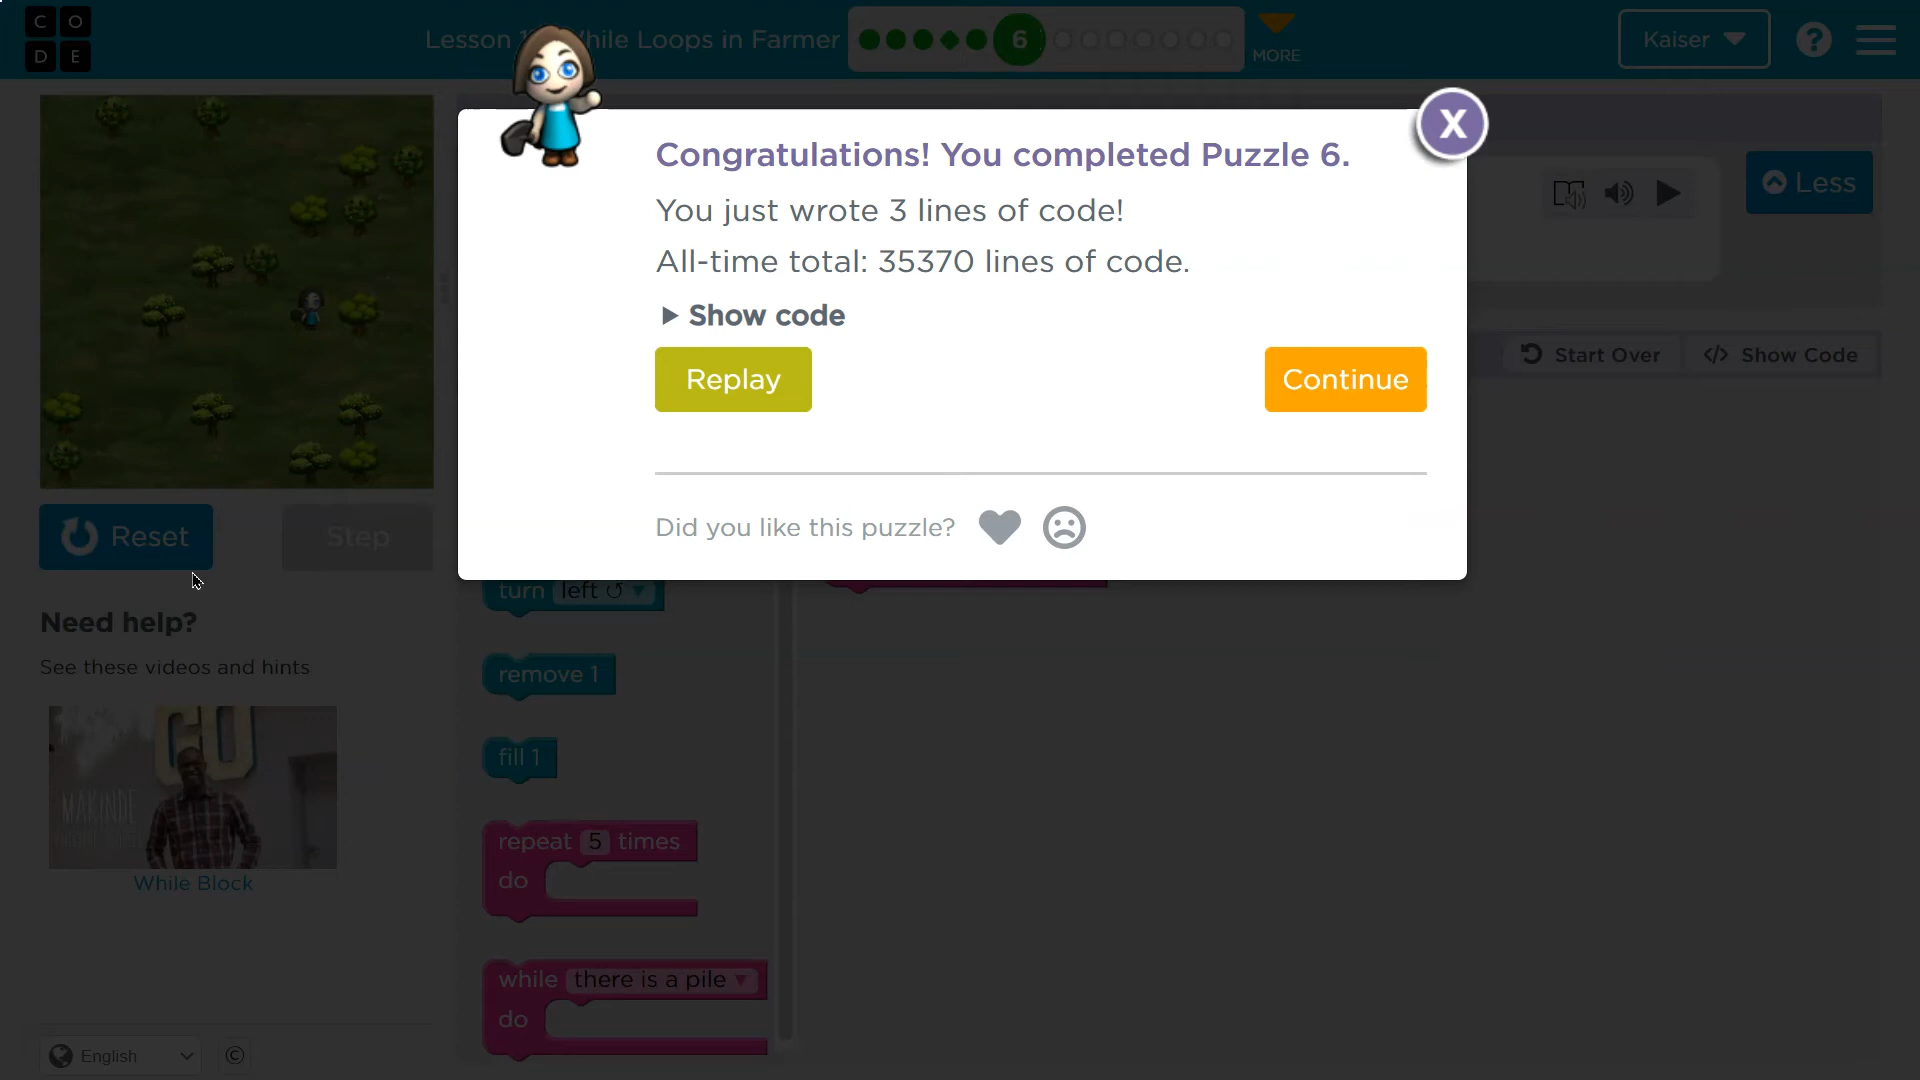 C O
D E
Lesson
While Loops in Farmer
6
MORE
Kaiser
?
X
Congratulations! You completed Puzzle 6.
You just wrote 3 lines of code!
All-time total: 35370 lines of code.
Show code
Replay
Continue
Did you like this puzzle?
Less
Start Over
Show Code
Reset
Step
Need help?
See these videos and hints
MAKINDÉ
While Block
turn left
remove 1
fill 1
repeat 5 times
do
while there is a pile
do
English
©